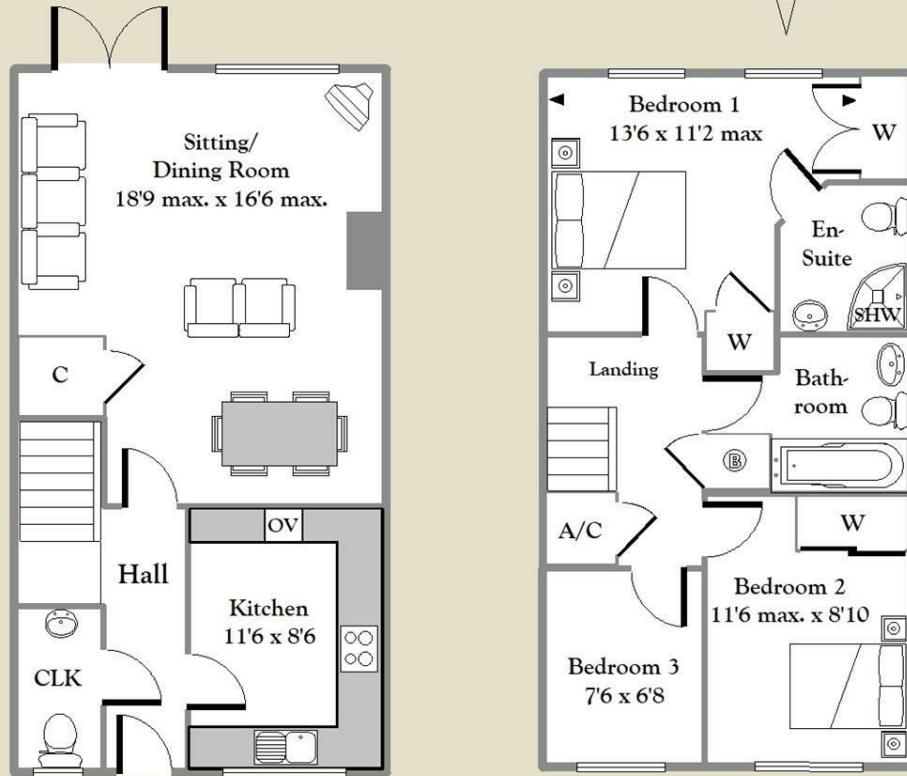 Sitting/
Dining Room
18'9 max. x 16'6 max.
C
OV
Hall
Kitchen
11'6 x 8'6
CLK
Bedroom 1
13'6 x 11'2 max
W
En-
Suite
SHW
W
Landing
Bath-
room
B
A/C
W
Bedroom 2
11'6 max. x 8'10
Bedroom 3
7'6 x 6'8